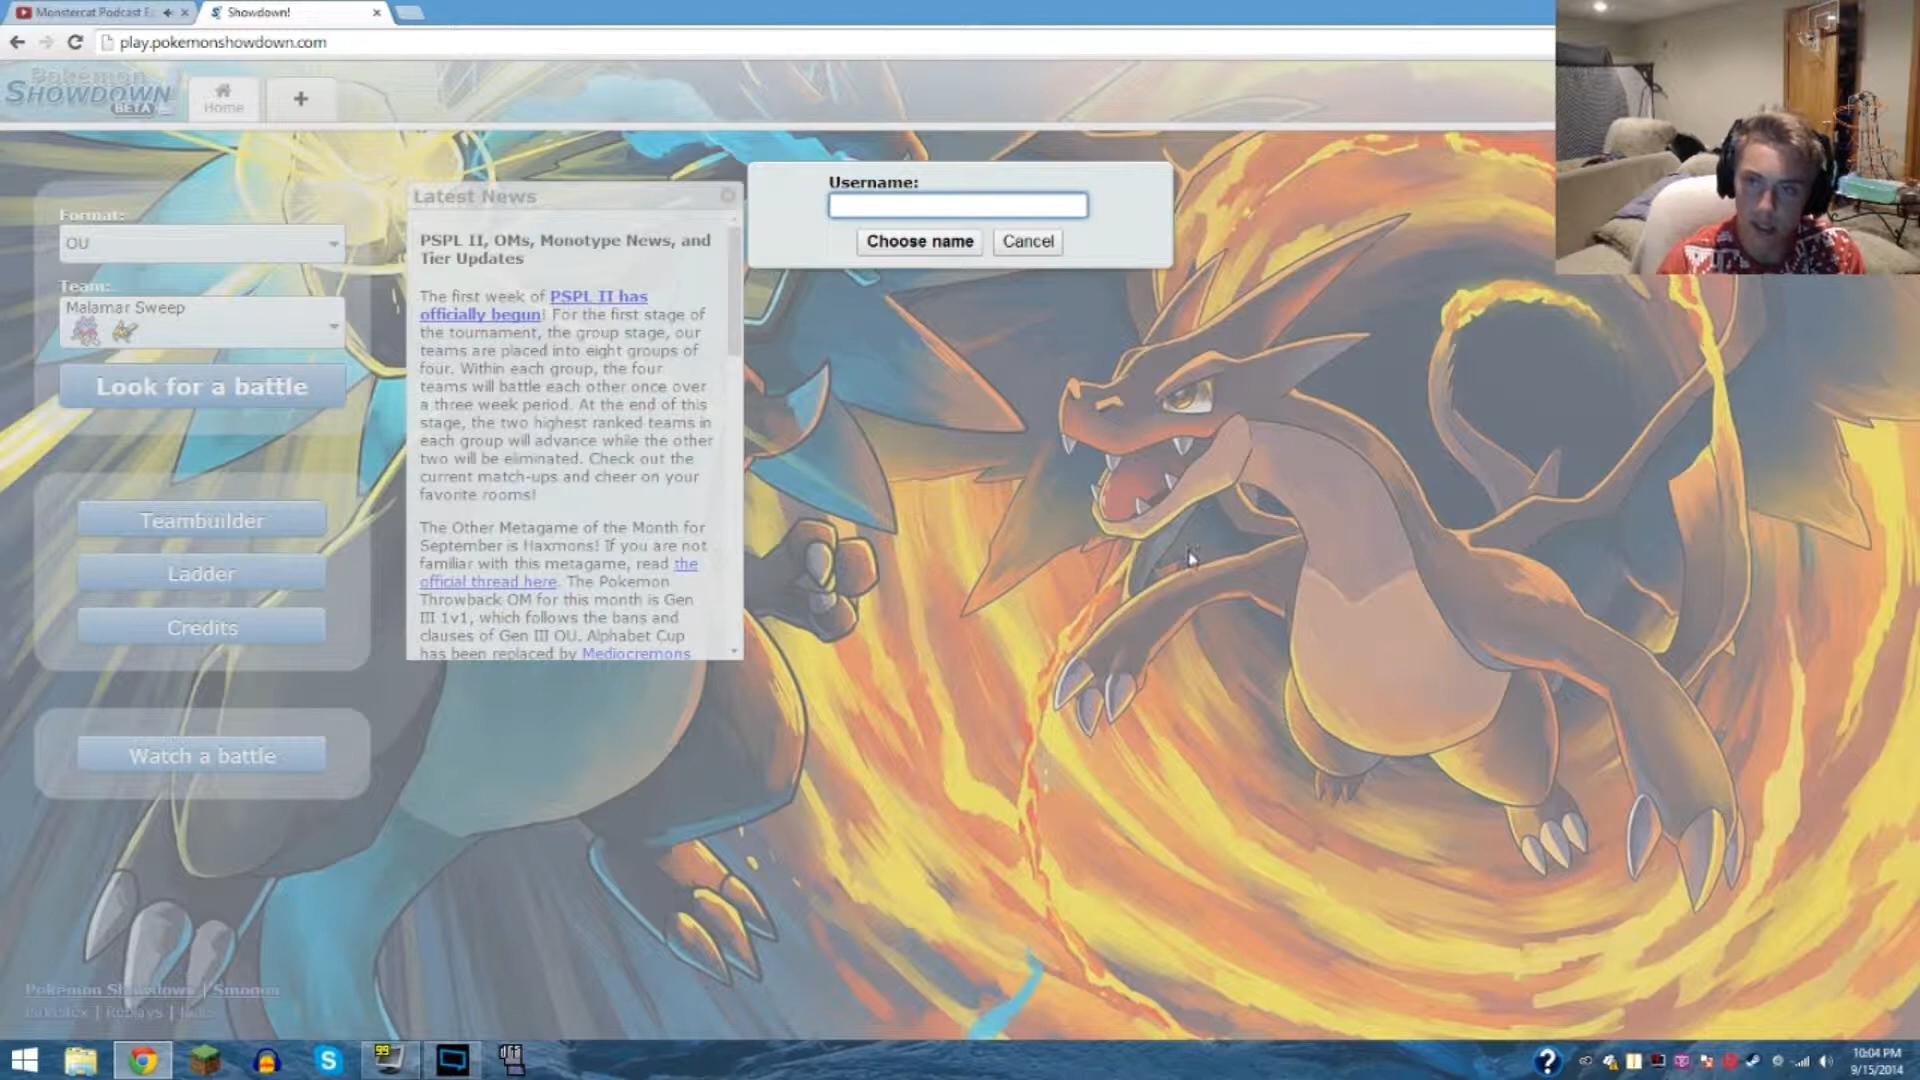 Monstercat Podcast E
Showdown!
play.pokemonshowdown.com
Pokémon
SHOWDOWN
BETA
Home
+
Format:
OU
Team:
Malamar Sweep
Look for a battle
Teambuilder
Ladder
Credits
Watch a battle
Latest News
PSPL II, OMs, Monotype News, and
Tier Updates
The first week of PSPL II has
officially begun! For the first stage of
the tournament, the group stage, our
teams are placed into eight groups of
four. Within each group, the four
teams will battle each other once over
a three week period. At the end of this
stage, the two highest ranked teams in
each group will advance while the other
two will be eliminated. Check out the
current match-ups and cheer on your
favorite rooms!
The Other Metagame of the Month for
September is Haxmons! If you are not
familiar with this metagame, read the
official thread here. The Pokemon
Throwback OM for this month is Gen
III 1v1, which follows the bans and
clauses of Gen III OU. Alphabet Cup
has been replaced by Mediocremons
Username:
Choose name
Cancel
Pokemon Showdown | Smogon
| Replays |
99
10:04 PM
9/15/2014